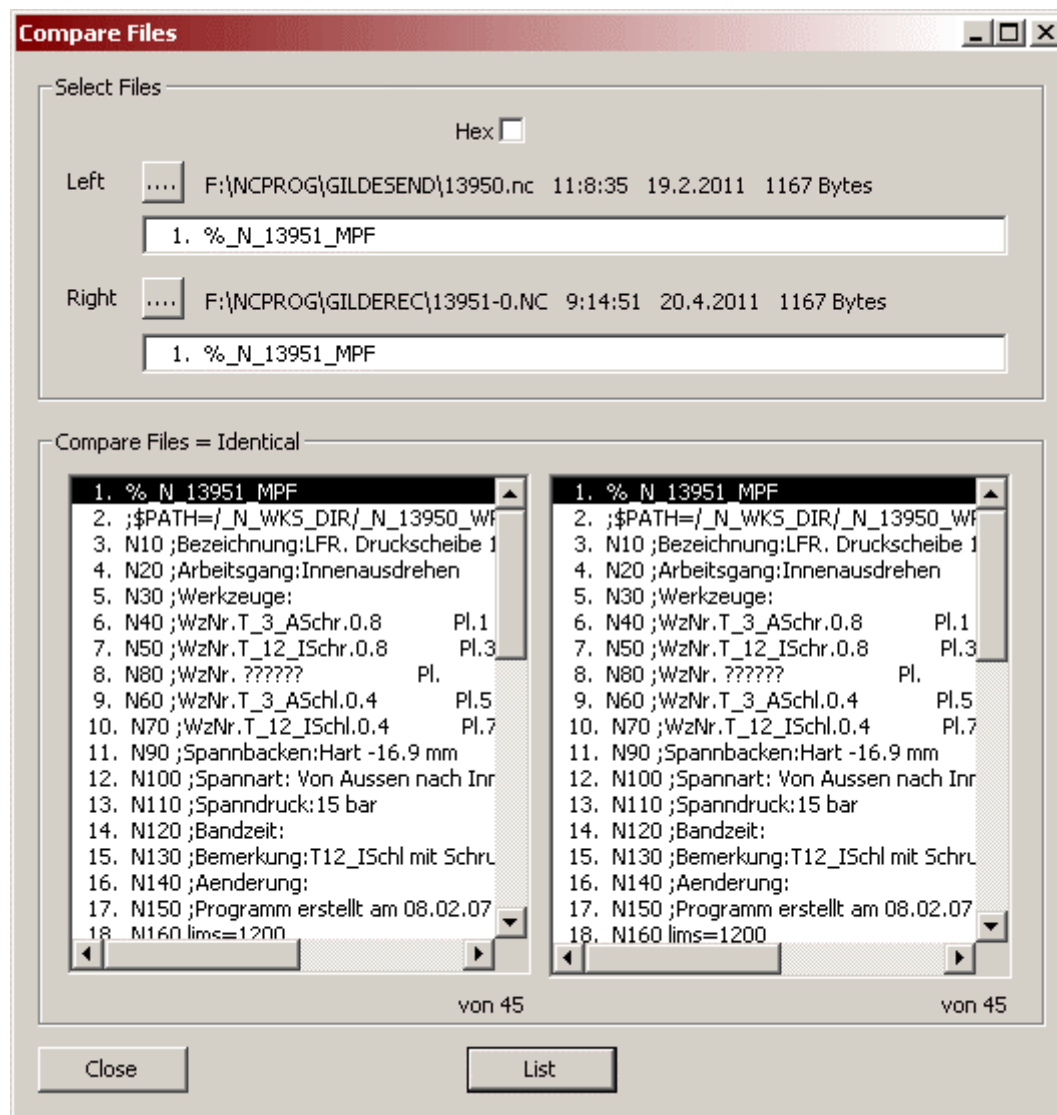 Compare Files
Select Files
Hex
Left .... F:\NCPROG\GILDESEND\13950.nc 11:8:35 19.2.2011 1167 Bytes
1. %_N_13951_MPF
Right .... F:\NCPROG\GILDEREC\13951-0.NC 9:14:51 20.4.2011 1167 Bytes
1. %_N_13951_MPF
Compare Files = Identical
1. %_N_13951_MPF
2. ;$PATH=/_N_WKS_DIR/_N_13950_WP
3. N10 ;Bezeichnung:LFR. Druckscheibe 1
4. N20 ;Arbeitsgang:Innenausdrehen
5. N30 ;Werkzeuge:
6. N40 ;WzNr.T_3_ASchr.0.8 Pl.1
7. N50 ;WzNr.T_12_ISchr.0.8 Pl.3
8. N80 ;WzNr. ?????? Pl.
9. N60 ;WzNr.T_3_ASchl.0.4 Pl.5
10. N70 ;WzNr.T_12_ISchl.0.4 Pl.7
11. N90 ;Spannbacken:Hart -16.9 mm
12. N100 ;Spannart: Von Aussen nach Inr
13. N110 ;Spanndruck:15 bar
14. N120 ;Bandzeit:
15. N130 ;Bemerkung:T12_ISchl mit Schru
16. N140 ;Aenderung:
17. N150 ;Programm erstellt am 08.02.07
18. N160 lims=1200
von 45
1. %_N_13951_MPF
2. ;$PATH=/_N_WKS_DIR/_N_13950_WP
3. N10 ;Bezeichnung:LFR. Druckscheibe 1
4. N20 ;Arbeitsgang:Innenausdrehen
5. N30 ;Werkzeuge:
6. N40 ;WzNr.T_3_ASchr.0.8 Pl.1
7. N50 ;WzNr.T_12_ISchr.0.8 Pl.3
8. N80 ;WzNr. ?????? Pl.
9. N60 ;WzNr.T_3_ASchl.0.4 Pl.5
10. N70 ;WzNr.T_12_ISchl.0.4 Pl.7
11. N90 ;Spannbacken:Hart -16.9 mm
12. N100 ;Spannart: Von Aussen nach Inr
13. N110 ;Spanndruck:15 bar
14. N120 ;Bandzeit:
15. N130 ;Bemerkung:T12_ISchl mit Schru
16. N140 ;Aenderung:
17. N150 ;Programm erstellt am 08.02.07
18. N160 lims=1200
von 45
Close
List